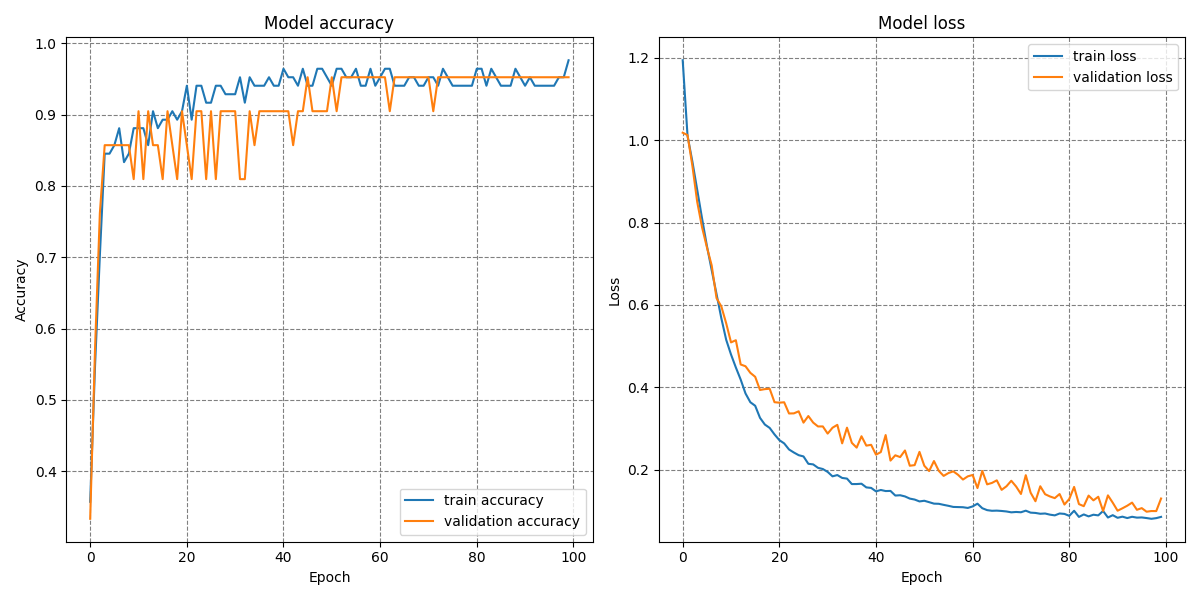 Model accuracy
1.0
0.9
0.8
0.7
0.6
0.5
0.4
Accuracy
0 20 40 60 80 100
Epoch
train accuracy
validation accuracy
Model loss
1.2
1.0
0.8
0.6
0.4
0.2
Loss
0 20 40 60 80 100
Epoch
train loss
validation loss